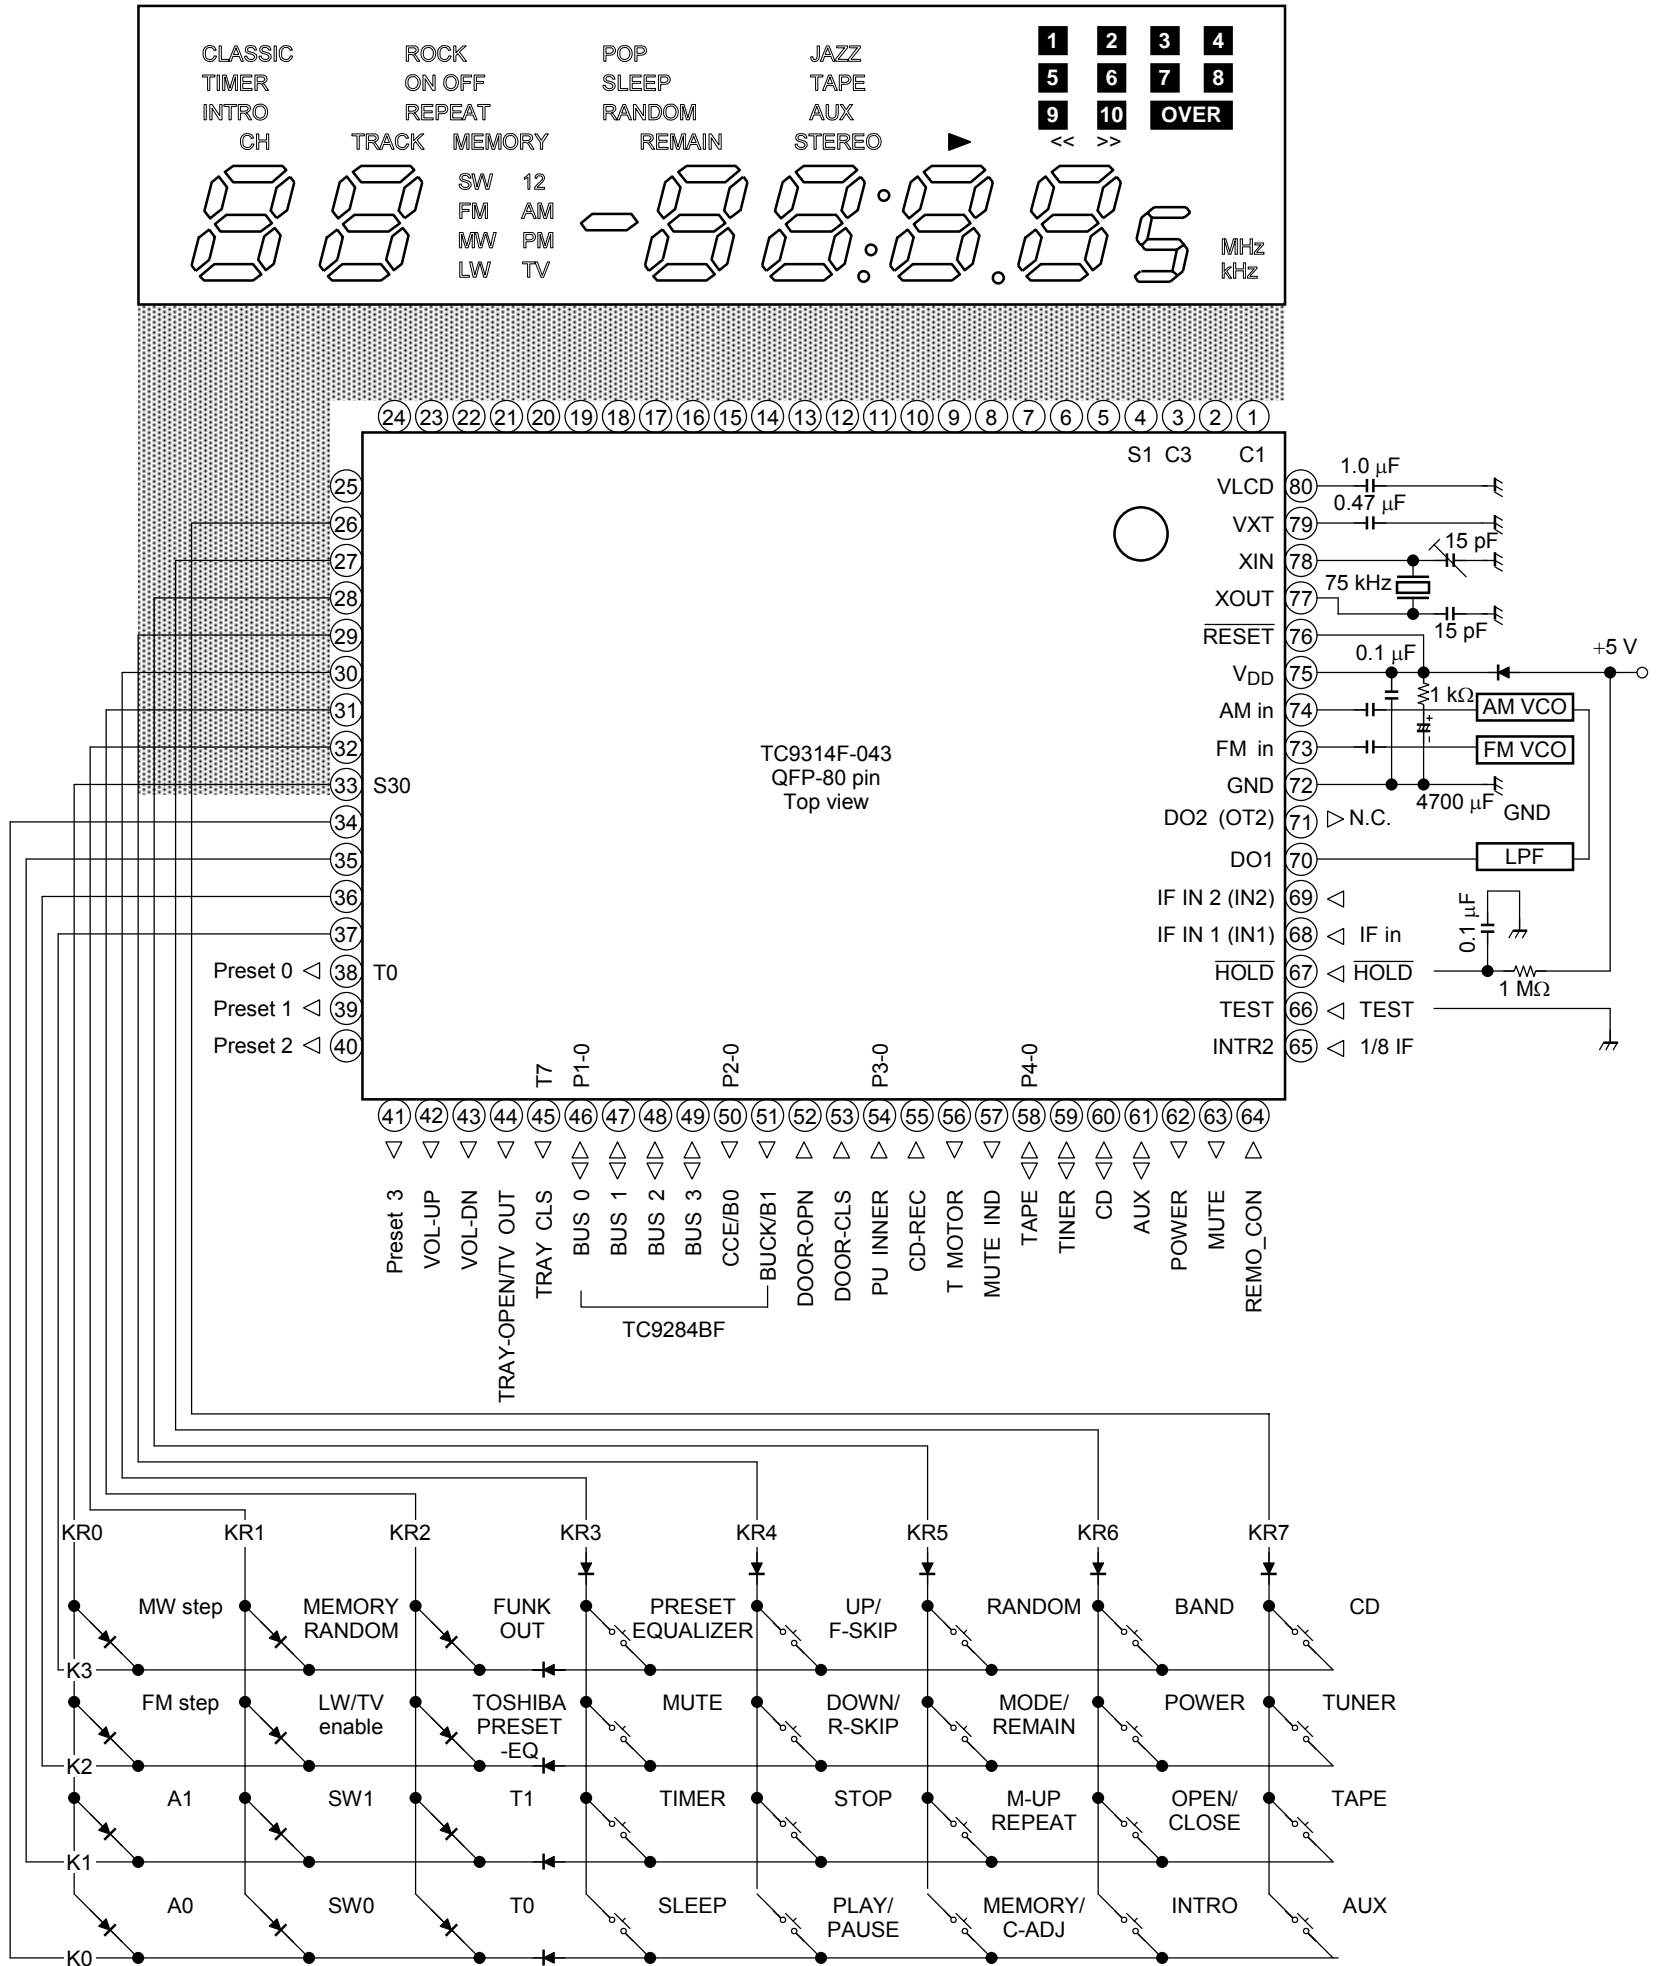 CLASSIC ROCK POP JAZZ 1 2 3 4
TIMER ON OFF SLEEP TAPE 5 6 7 8
INTRO REPEAT RANDOM AUX 9 10 OVER
CH TRACK MEMORY REMAIN STEREO << >>
SW 12
FM AM
MW PM
LW TV
MHz
kHz
24 23 22 21 20 19 18 17 16 15 14 13 12 11 10 9 8 7 6 5 4 3 2 1
S1 C3 C1
25
26
27
28
29
30
31
32
33 S30
34
35
36
37
Preset 0 38 T0
Preset 1 39
Preset 2 40
TC9314F-043
QFP-80 pin
Top view
VLCD 80 1.0 μF
VXT 79 0.47 μF
XIN 78 15 pF
75 kHz
XOUT 77 15 pF
RESET 76
VDD 75 0.1 μF +5 V
1 kΩ
AM in 74 AM VCO
+
-
FM in 73 FM VCO
GND 72 4700 μF GND
DO2 (OT2) 71 N.C.
DO1 70 LPF
IF IN 2 (IN2) 69
IF IN 1 (IN1) 68 IF in
0.1 μF
HOLD 67 HOLD 1 MΩ
TEST 66 TEST
INTR2 65 1/8 IF
T7 P1-0 P2-0 P3-0 P4-0
41 42 43 44 45 46 47 48 49 50 51 52 53 54 55 56 57 58 59 60 61 62 63 64
Preset 3
VOL-UP
VOL-DN
TRAY-OPEN/TV OUT
TRAY CLS
BUS 0
BUS 1
BUS 2
BUS 3
CCE/B0
BUCK/B1
DOOR-OPN
DOOR-CLS
PU INNER
CD-REC
T MOTOR
MUTE IND
TAPE
TINER
CD
AUX
POWER
MUTE
REMO_CON
TC9284BF
KR0 KR1 KR2 KR3 KR4 KR5 KR6 KR7
MW step MEMORY FUNK PRESET UP/ RANDOM BAND CD
RANDOM OUT EQUALIZER F-SKIP
K3
FM step LW/TV TOSHIBA MUTE DOWN/ MODE/ POWER TUNER
enable PRESET R-SKIP REMAIN
-EQ
K2
A1 SW1 T1 TIMER STOP M-UP OPEN/ TAPE
REPEAT CLOSE
K1
A0 SW0 T0 SLEEP PLAY/ MEMORY/ INTRO AUX
PAUSE C-ADJ
K0